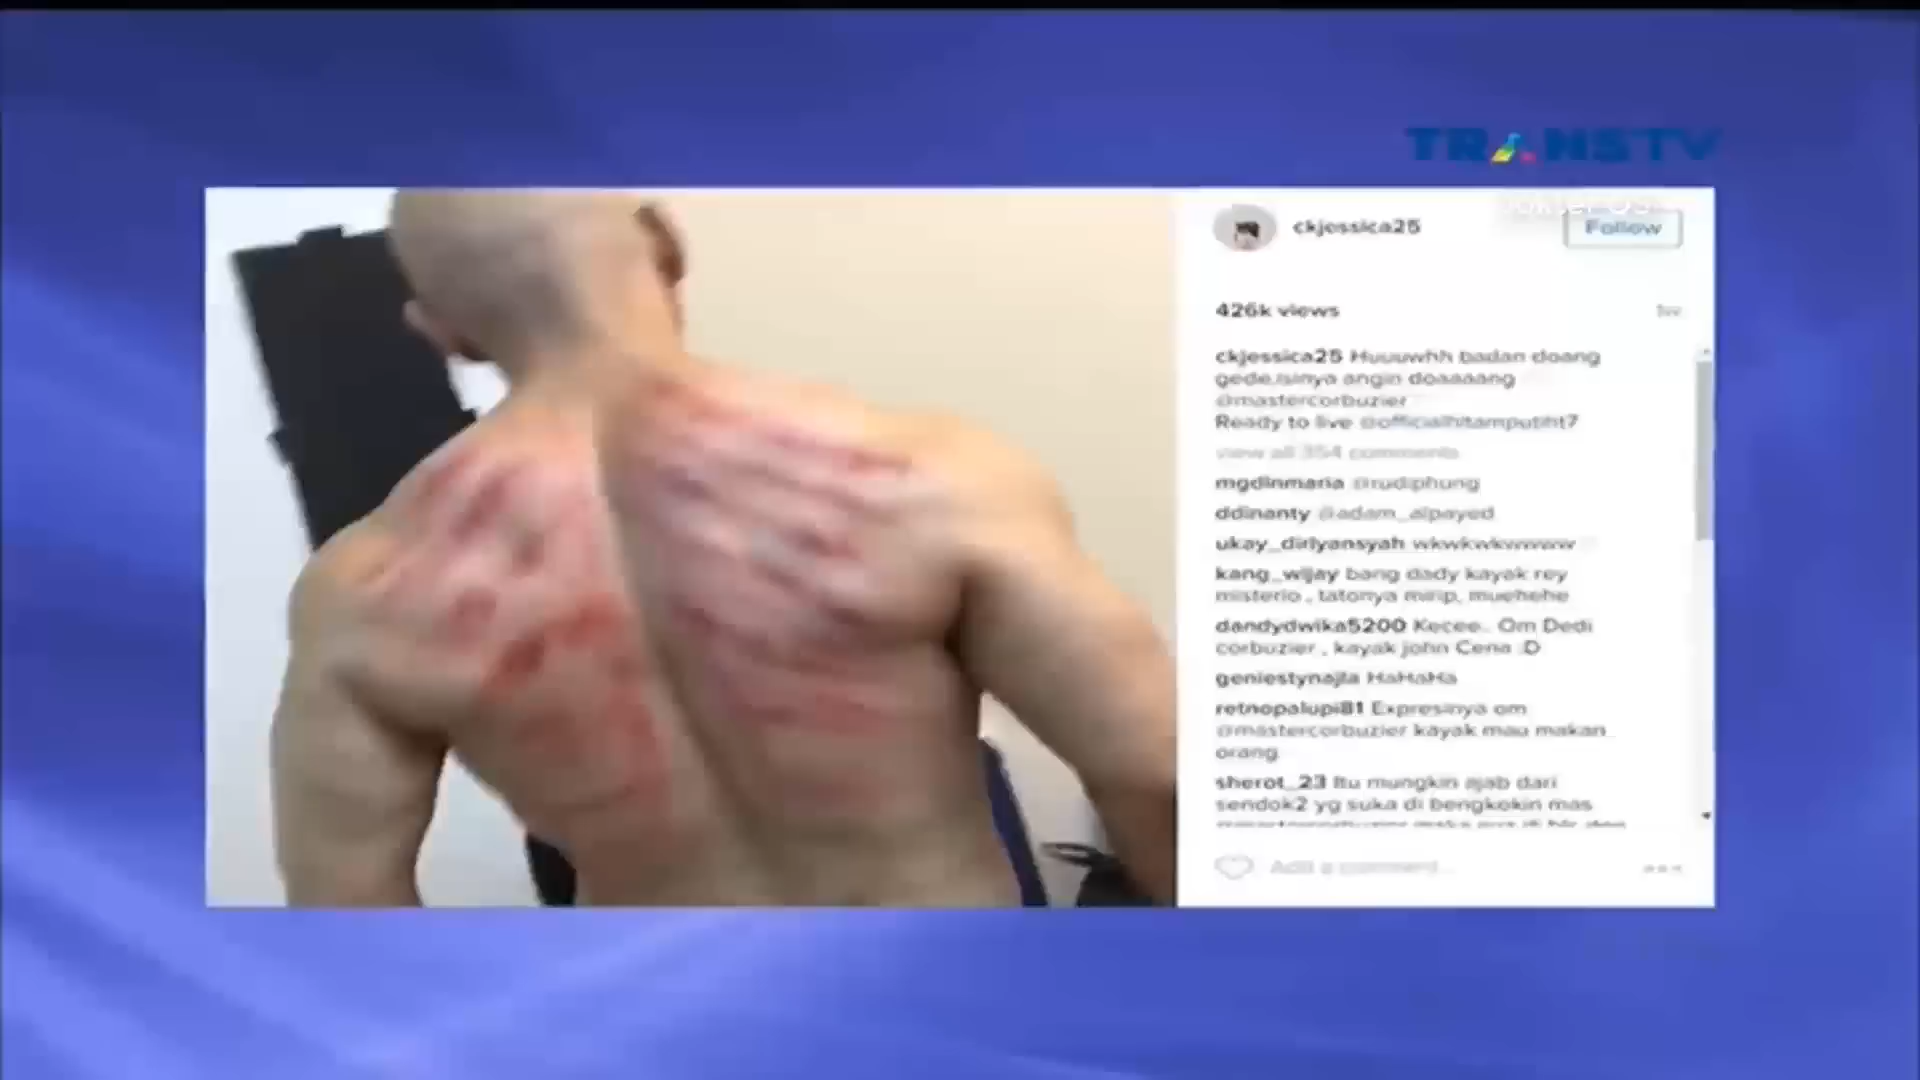 TRANSTV
ckjessica25
Follow
426k views
ckjessica25 Huuuwhh badan doang
gede,isinya angin doaaaang
@mastercorbuzier
Ready to live @officialhitamputiht7
view all 354 comments
mgdinmaria @rudiphung
ddinanty @adam_alpayed
ukay_dirlyansyah wkwkwkwwww
kang_wijay bang dady kayak rey
misterio , tatonya mirip, muehehe
dandydwika5200 Kecee.. Om Dedi
corbuzier , kayak john Cena :D
geniestynajla HaHaHa
retnopalupi81 Expresinya om
@mastercorbuzier kayak mau makan
orang
sherot_23 Itu mungkin ajab dari
sendok2 yg suka di bengkokin mas
Add a comment...